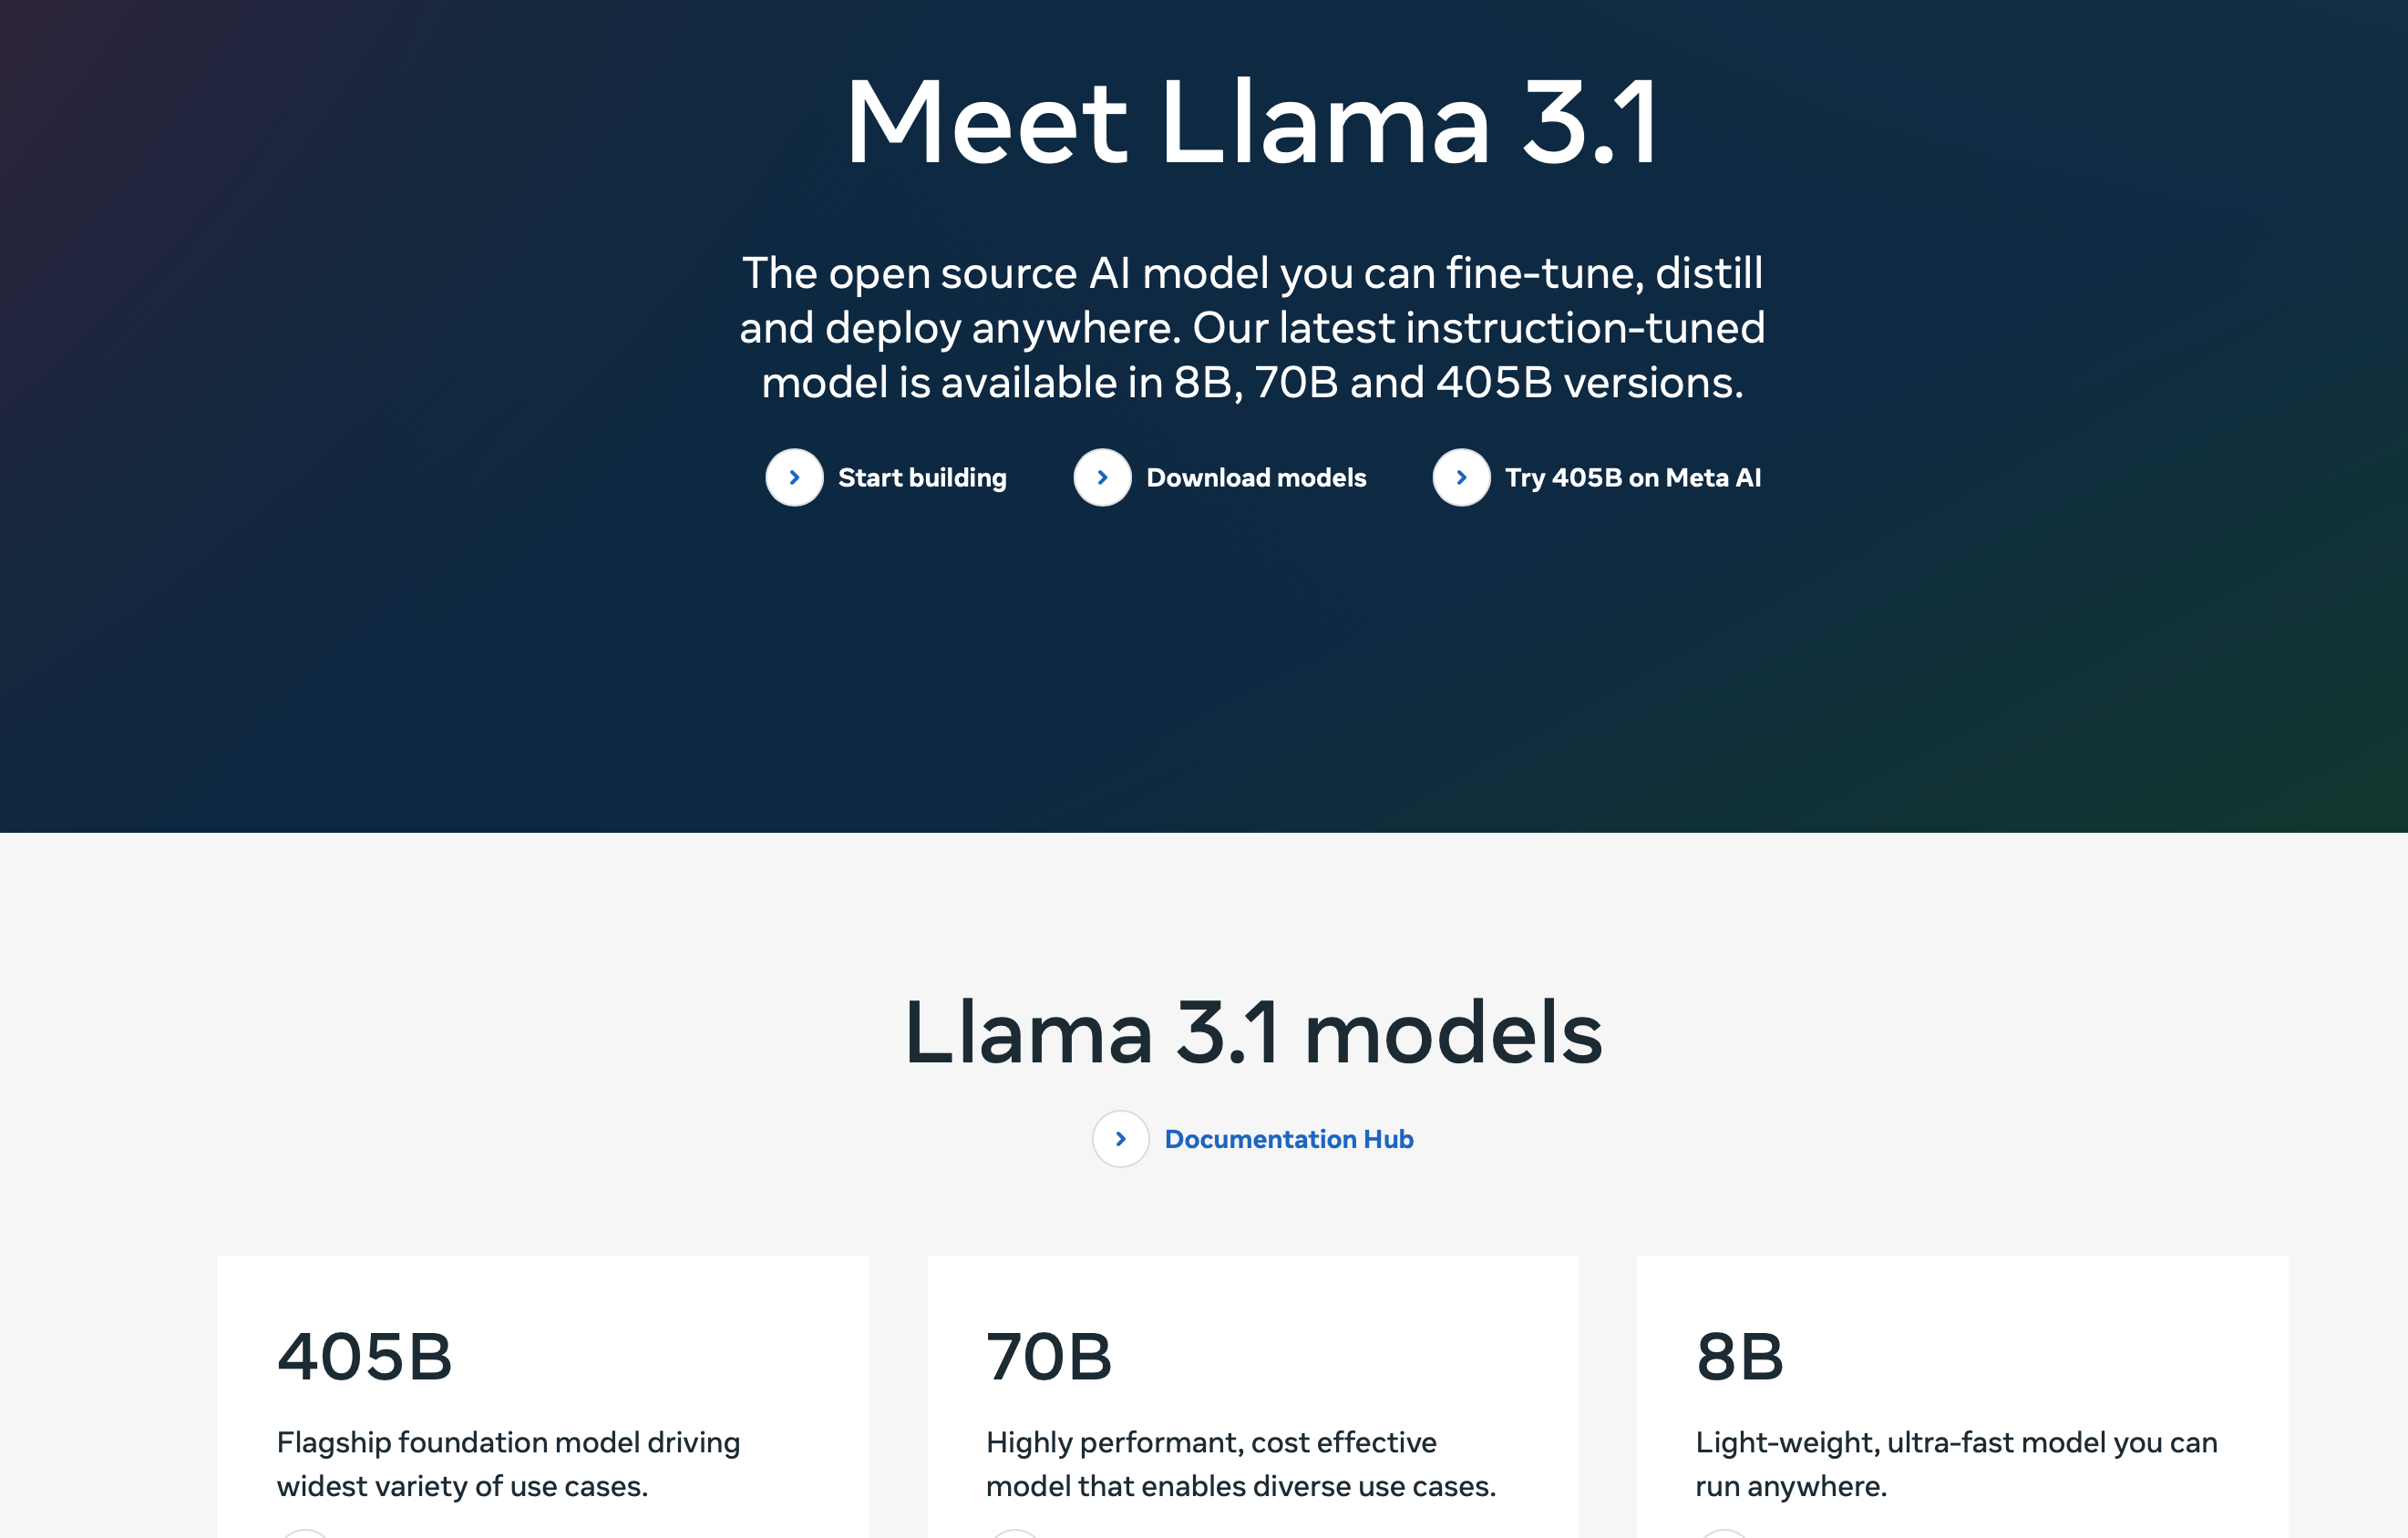 Meet Llama 3.1
The open source AI model you can fine-tune, distill
and deploy anywhere. Our latest instruction-tuned
model is available in 8B, 70B and 405B versions.
Start building
Download models
Try 405B on Meta AI
Llama 3.1 models
Documentation Hub
405B
Flagship foundation model driving
widest variety of use cases.
70B
Highly performant, cost effective
model that enables diverse use cases.
8B
Light-weight, ultra-fast model you can
run anywhere.